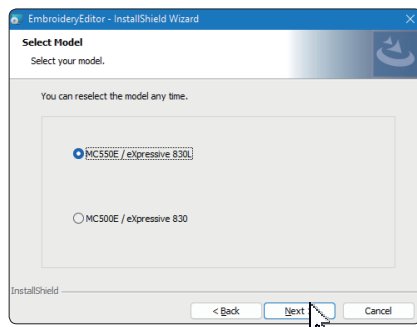 EmbroideryEditor - InstallShield Wizard
Select Model
Select your model.
You can reselect the model any time.
MC550E / eXpressive 830L
MC500E / eXpressive 830
InstallShield
< Back Next > Cancel